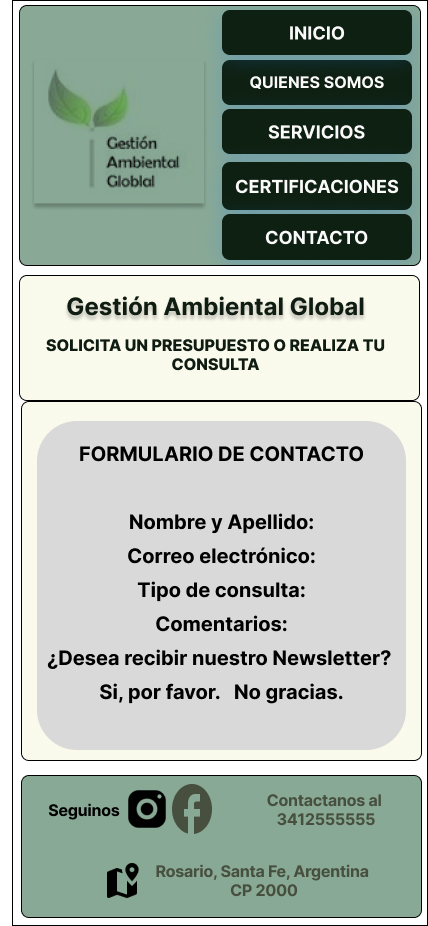 Gestión
Ambiental
Globlal
INICIO
QUIENES SOMOS
SERVICIOS
CERTIFICACIONES
CONTACTO
Gestión Ambiental Global
SOLICITA UN PRESUPUESTO O REALIZA TU
CONSULTA
FORMULARIO DE CONTACTO
Nombre y Apellido:
Correo electrónico:
Tipo de consulta:
Comentarios:
¿Desea recibir nuestro Newsletter?
Si, por favor. No gracias.
Seguinos
Contactanos al
3412555555
Rosario, Santa Fe, Argentina
CP 2000